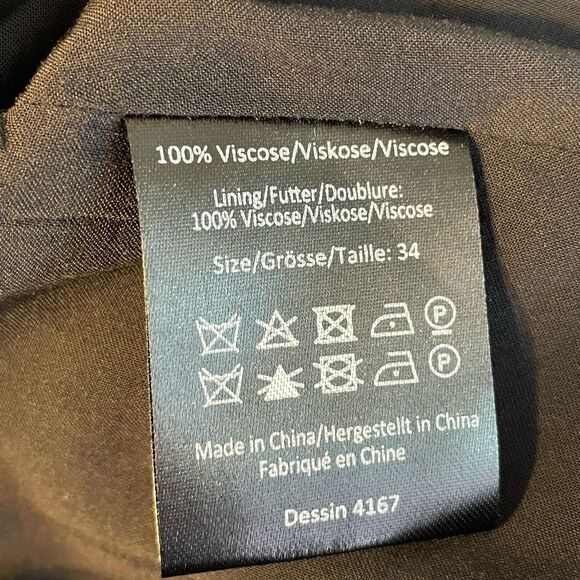 100% Viscose/Viskose/Viscose
Lining/Futter/Doublure:
100% Viscose/Viskose/Viscose
Size/Grösse/Taille: 34
P
P
Made in China/Hergestellt in China
Fabriqué en Chine
Dessin 4167